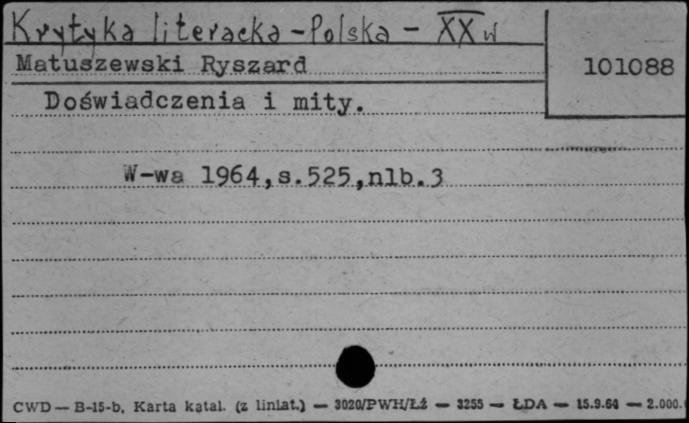 Krytyka literacka - Polska - XX w
Matuszewski Ryszard
101088
Doświadczenia i mity.
W-wa 1964,s.525,nlb.3
CWD — B-15-b, Karta katal. (z liniat.) — 3020/PWH/Łż — 3255 — ŁDA — 15.9.64 — 2.000.